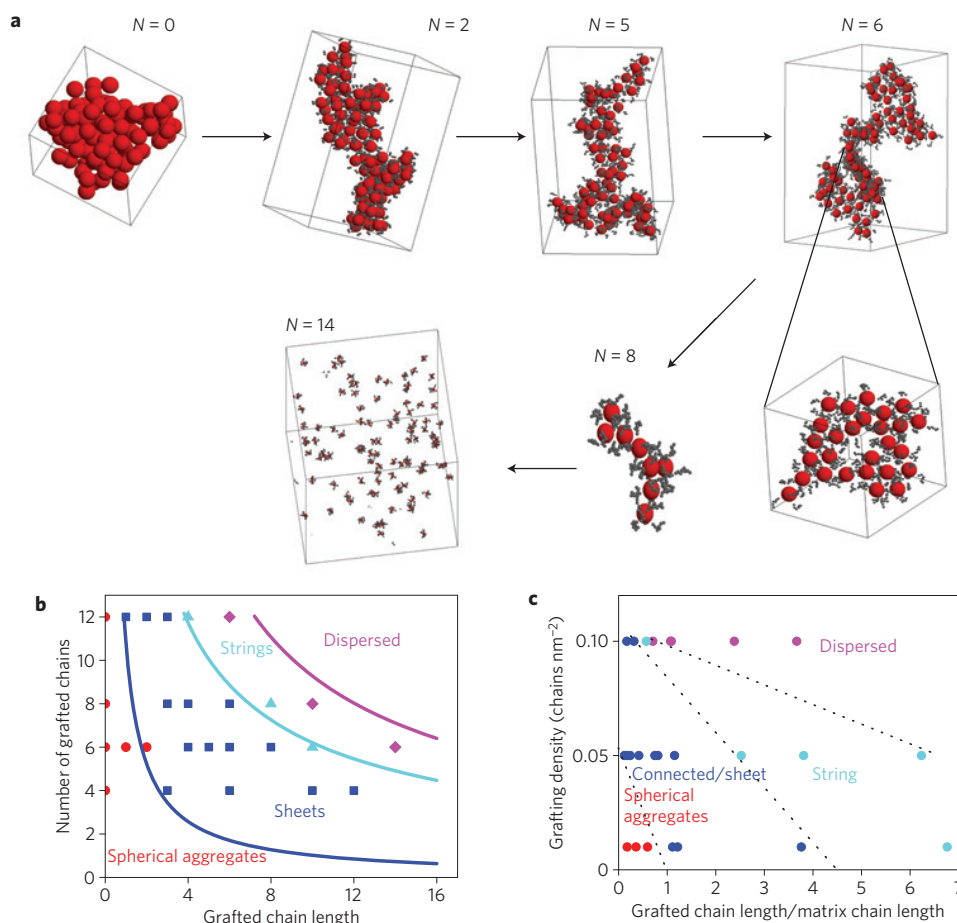 a
N = 0
N = 2
N = 5
N = 6
N = 14
N = 8
b
Number of grafted chains
12
10
8
6
4
2
0
Strings
Dispersed
Sheets
Spherical aggregates
0
4
8
12
16
Grafted chain length
c
Grafting density (chains nm⁻²)
0.10
0.05
0
Dispersed
Connected/sheet
String
Spherical
aggregates
0
1
2
3
4
5
6
7
Grafted chain length/matrix chain length